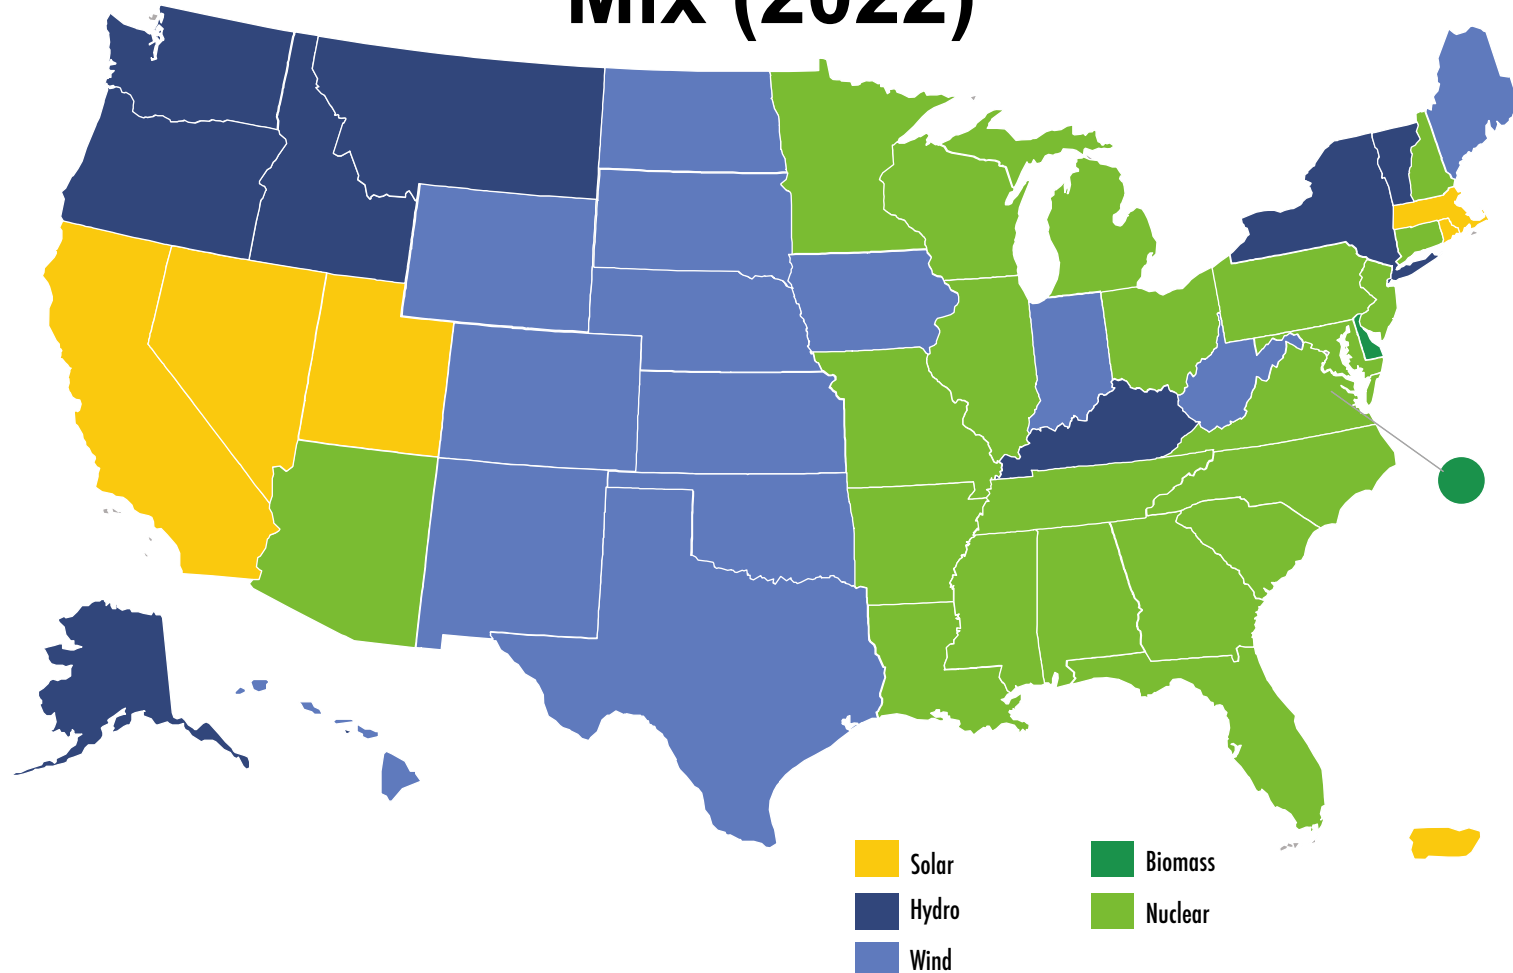 Mix (2022)
Solar
Biomass
Hydro
Nuclear
Wind